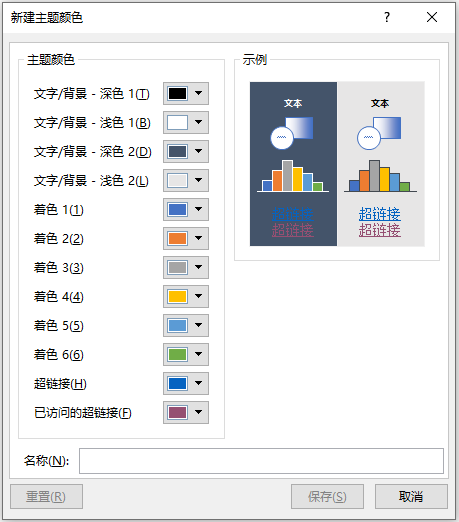 新建主题颜色
?
主题颜色
文字/背景 - 深色 1(T)
文字/背景 - 浅色 1(B)
文字/背景 - 深色 2(D)
文字/背景 - 浅色 2(L)
着色 1(1)
着色 2(2)
着色 3(3)
着色 4(4)
着色 5(5)
着色 6(6)
超链接(H)
已访问的超链接(F)
示例
文本 文本
超链接 超链接
超链接 超链接
名称(N):
重置(R) 保存(S) 取消